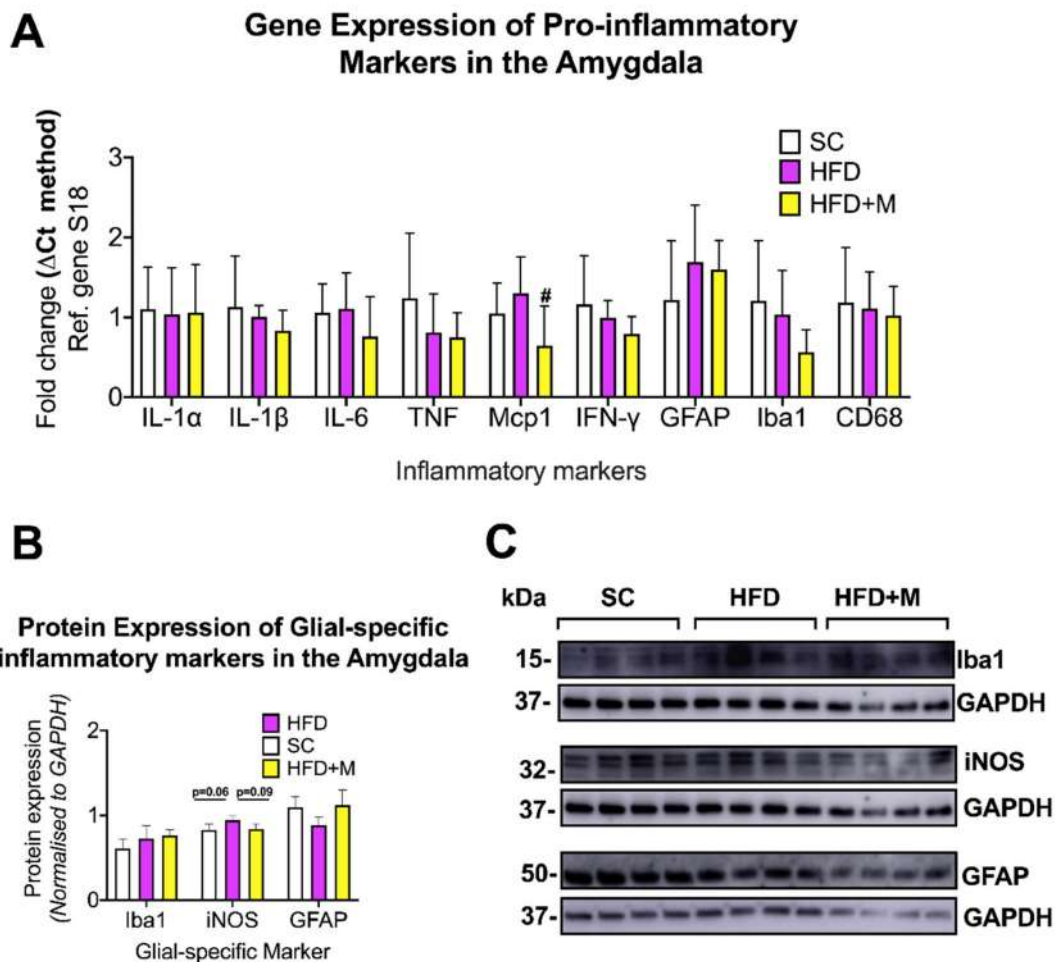 A
Gene Expression of Pro-inflammatory
Markers in the Amygdala
Fold change (ΔCt method)
Ref. gene S18
3
2
1
0
SC
HFD
HFD+M
#
IL-1α IL-1β IL-6 TNF Mcp1 IFN-γ GFAP Iba1 CD68
Inflammatory markers
B
Protein Expression of Glial-specific
inflammatory markers in the Amygdala
Protein expression
(Normalised to GAPDH)
2
1
0
HFD
SC
HFD+M
p=0.06 p=0.09
Iba1 iNOS GFAP
Glial-specific Marker
C
kDa SC HFD HFD+M
15- Iba1
37- GAPDH
32- iNOS
37- GAPDH
50- GFAP
37- GAPDH